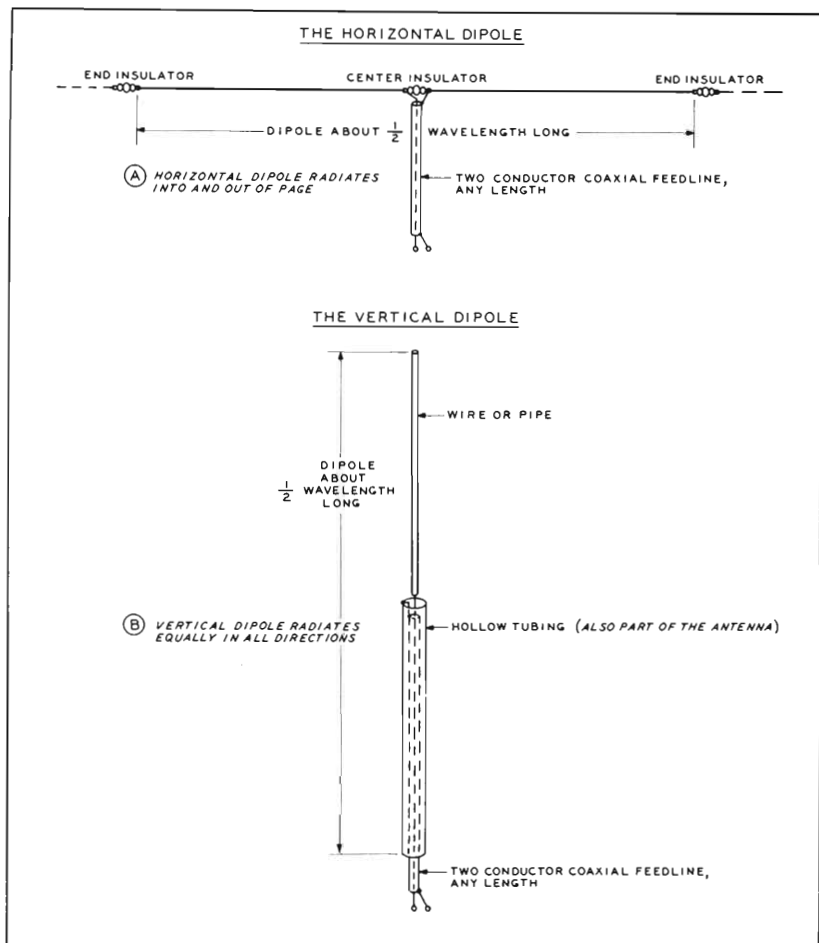 THE HORIZONTAL DIPOLE
END INSULATOR
CENTER INSULATOR
END INSULATOR
DIPOLE ABOUT 1/2 WAVELENGTH LONG
A HORIZONTAL DIPOLE RADIATES
INTO AND OUT OF PAGE
TWO CONDUCTOR COAXIAL FEEDLINE,
ANY LENGTH
THE VERTICAL DIPOLE
WIRE OR PIPE
DIPOLE
ABOUT
1/2 WAVELENGTH
LONG
B VERTICAL DIPOLE RADIATES
EQUALLY IN ALL DIRECTIONS
HOLLOW TUBING (ALSO PART OF THE ANTENNA)
TWO CONDUCTOR COAXIAL FEEDLINE,
ANY LENGTH